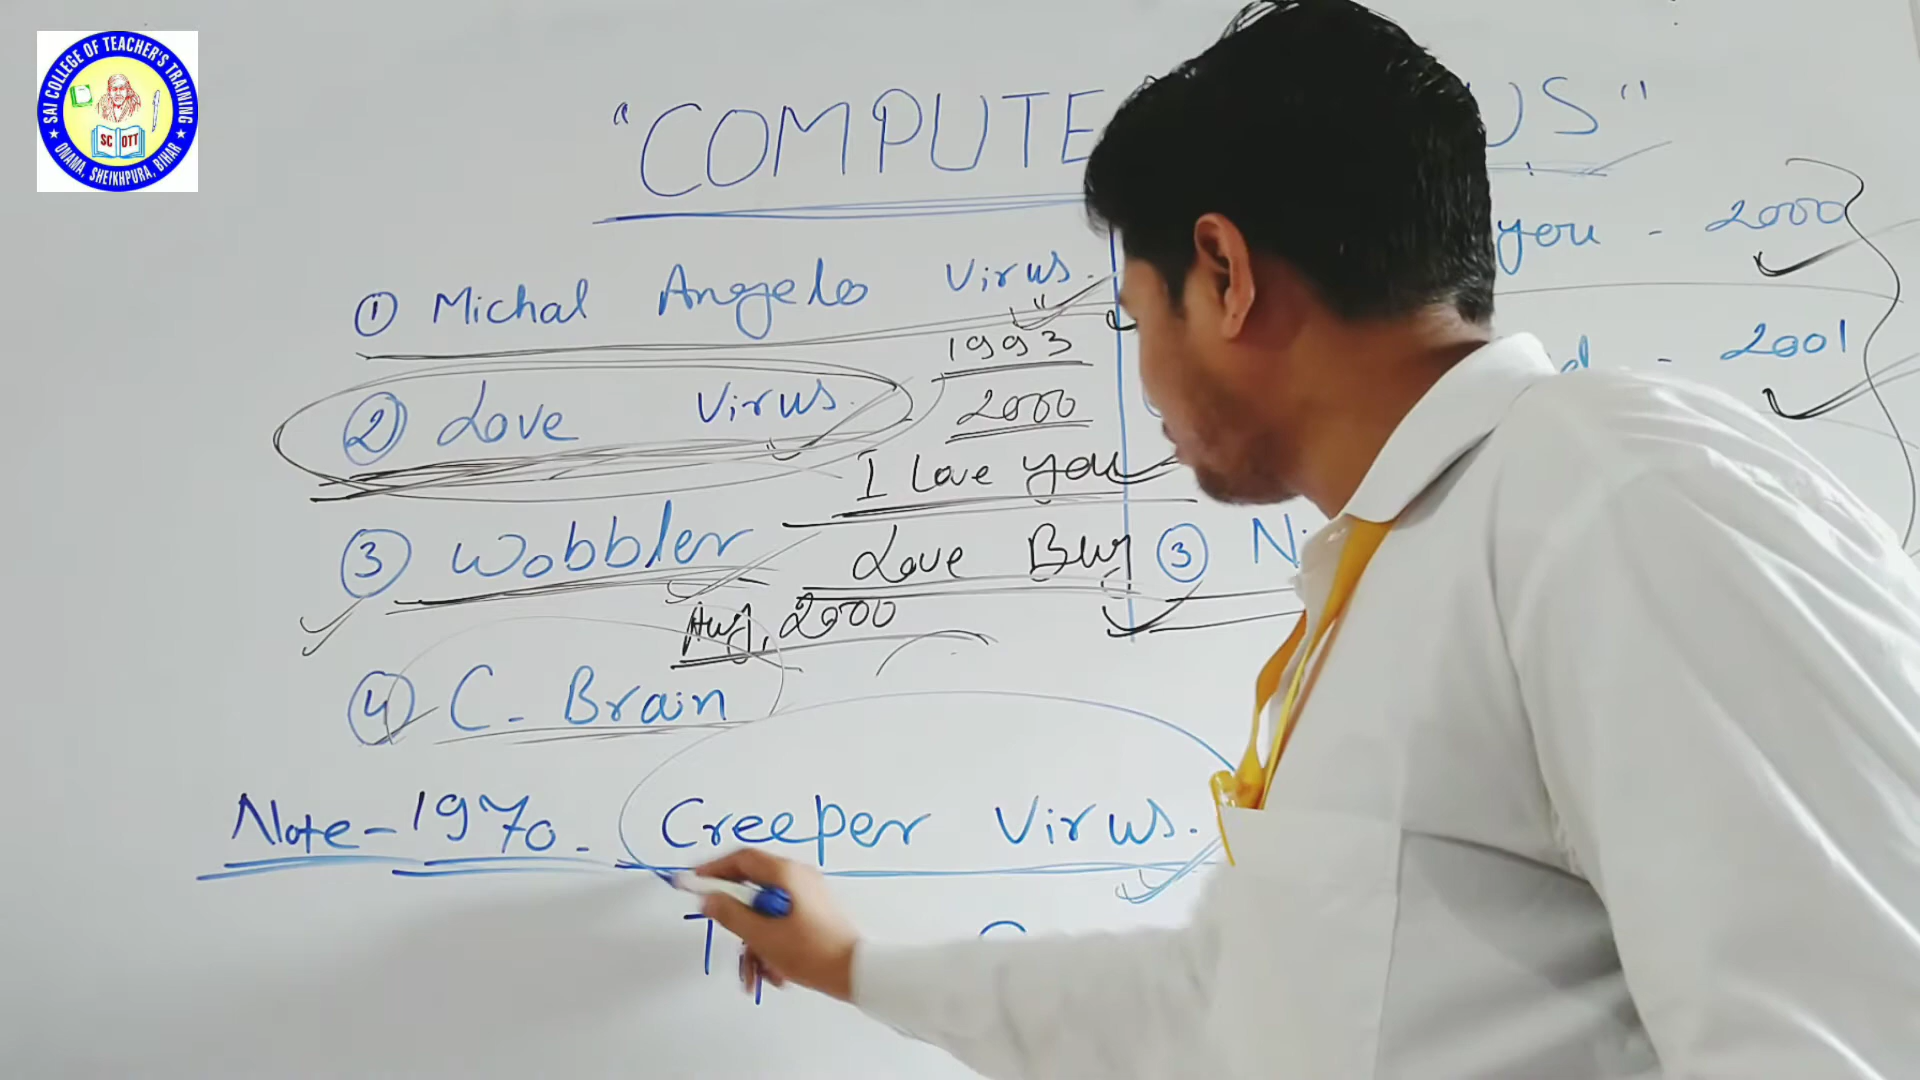 SAI COLLEGE OF TEACHER'S TRAINING
SC OTT
ONAMA, SHEIKHPURA, BIHAR
"COMPUTE US"
① Michal Angelo Virus.
1993
② Love Virus.
2000
I Love you
③ Wobbler
Love Bug
Aug, 2000
④ C-Brain
Note-1970- Creeper Virus.
you - 2000
- 2001
③